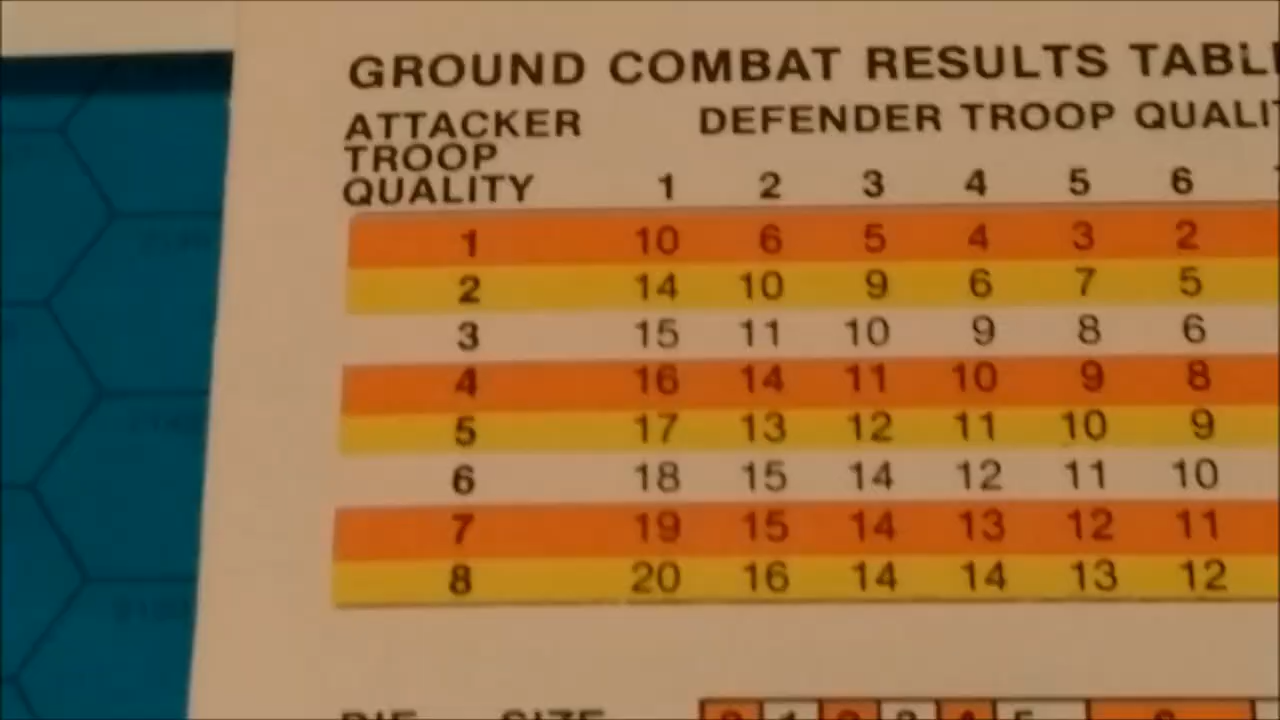 GROUND COMBAT RESULTS TABL
ATTACKER
TROOP
QUALITY
DEFENDER TROOP QUALIT
1 2 3 4 5 6
1 10 6 5 4 3 2
2 14 10 9 6 7 5
3 15 11 10 9 8 6
4 16 14 11 10 9 8
5 17 13 12 11 10 9
6 18 15 14 12 11 10
7 19 15 14 13 12 11
8 20 16 14 14 13 12
DIE SIZE